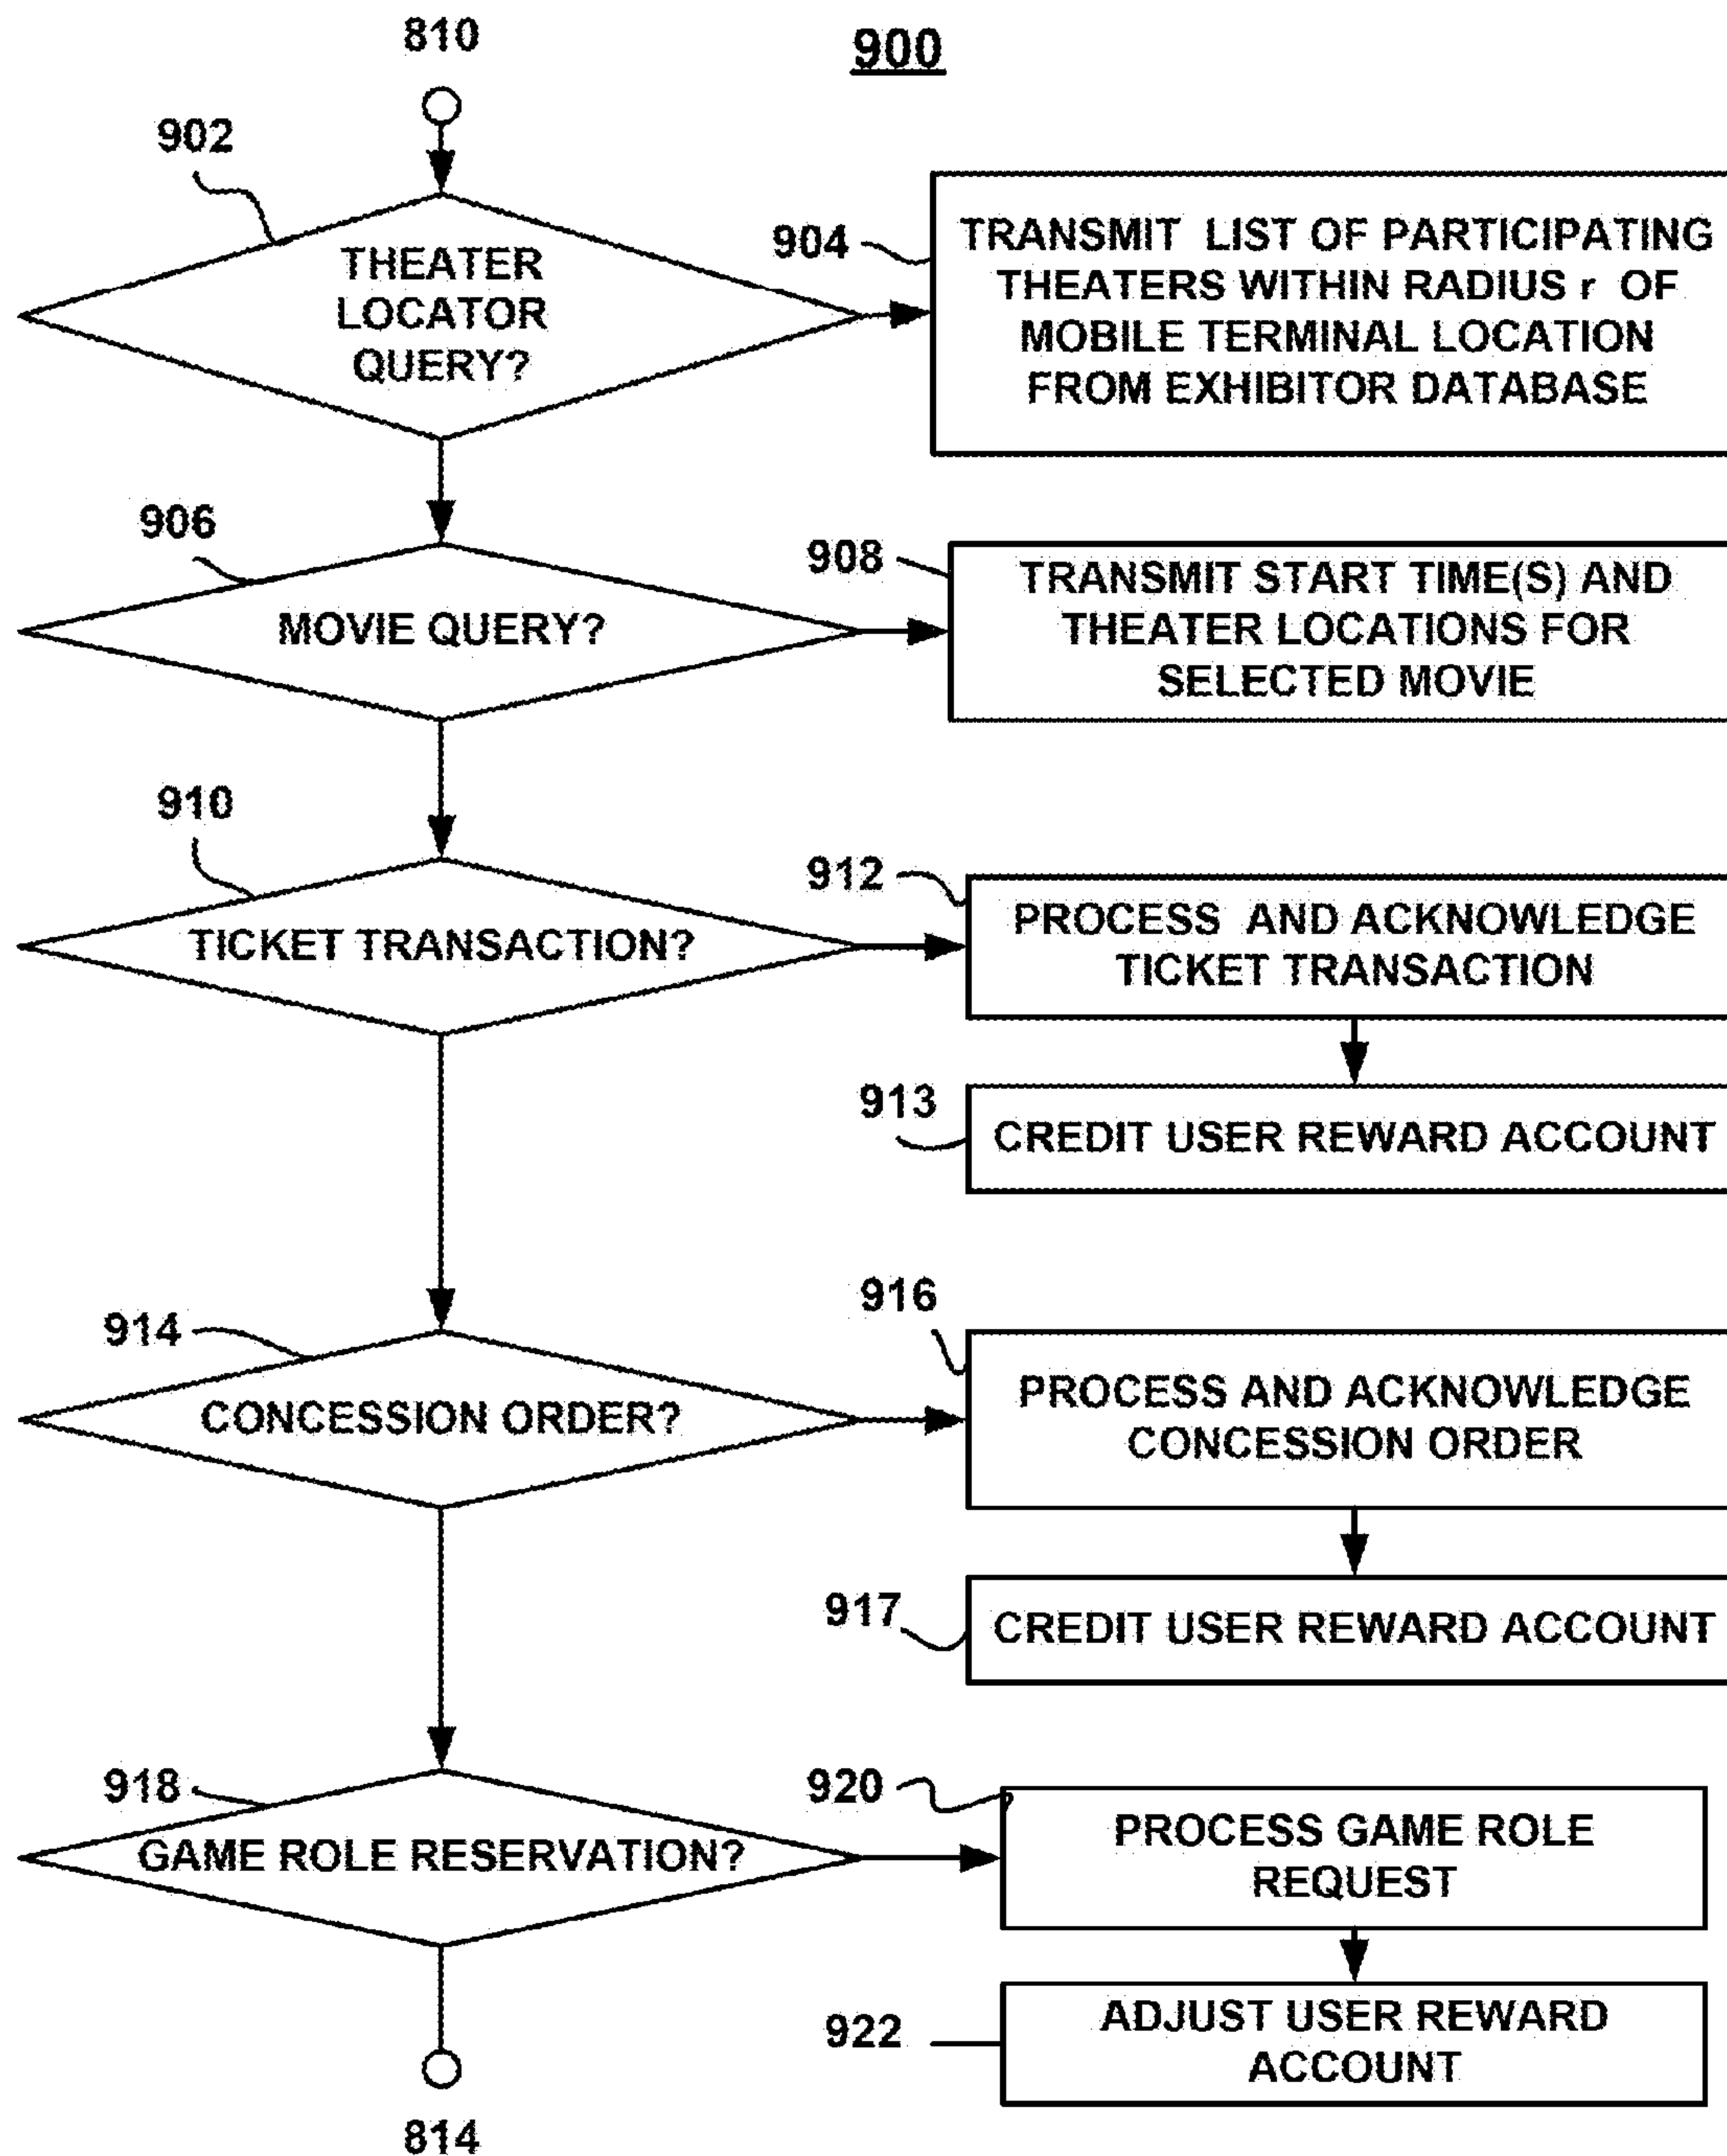 810
900
902
THEATER
LOCATOR
QUERY?
904
TRANSMIT LIST OF PARTICIPATING
THEATERS WITHIN RADIUS r OF
MOBILE TERMINAL LOCATION
FROM EXHIBITOR DATABASE
906
MOVIE QUERY?
908
TRANSMIT START TIME(S) AND
THEATER LOCATIONS FOR
SELECTED MOVIE
910
TICKET TRANSACTION?
912
PROCESS AND ACKNOWLEDGE
TICKET TRANSACTION
913
CREDIT USER REWARD ACCOUNT
914
CONCESSION ORDER?
916
PROCESS AND ACKNOWLEDGE
CONCESSION ORDER
917
CREDIT USER REWARD ACCOUNT
918
GAME ROLE RESERVATION?
920
PROCESS GAME ROLE
REQUEST
922
ADJUST USER REWARD
ACCOUNT
814